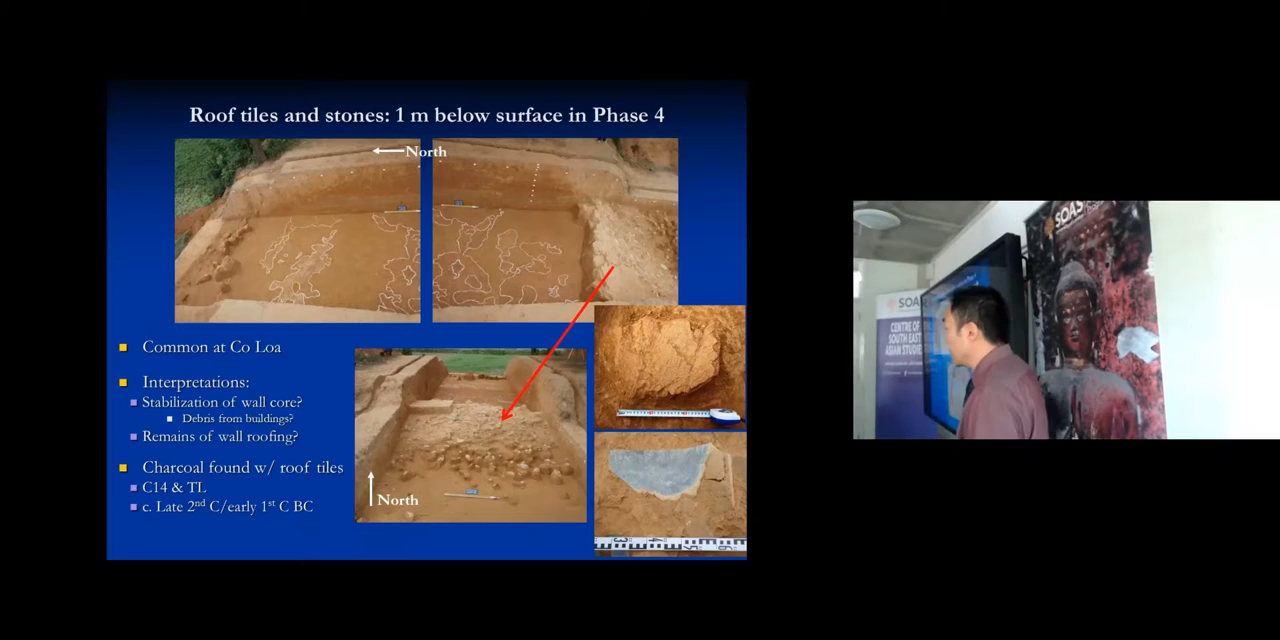 Roof tiles and stones: 1 m below surface in Phase 4
North
Common at Co Loa
Interpretations:
Stabilization of wall core?
Debris from buildings?
Remains of wall roofing?
Charcoal found w/ roof tiles
C14 & TL
c. Late 2nd C/early 1st C BC
North
SOAS
SOAS
CENTRE OF
SOUTH EAST
ASIAN STUDIES